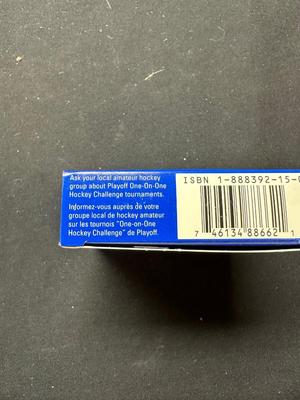 Ask your local amateur hockey
group about Playoff One-On-One
Hockey Challenge tournaments.
Informez-vous auprès de votre
groupe local de hockey amateur
sur les tournois "One-on-One
Hockey Challenge" de Playoff.
ISBN 1-888392-15-
7 46134 88662 1